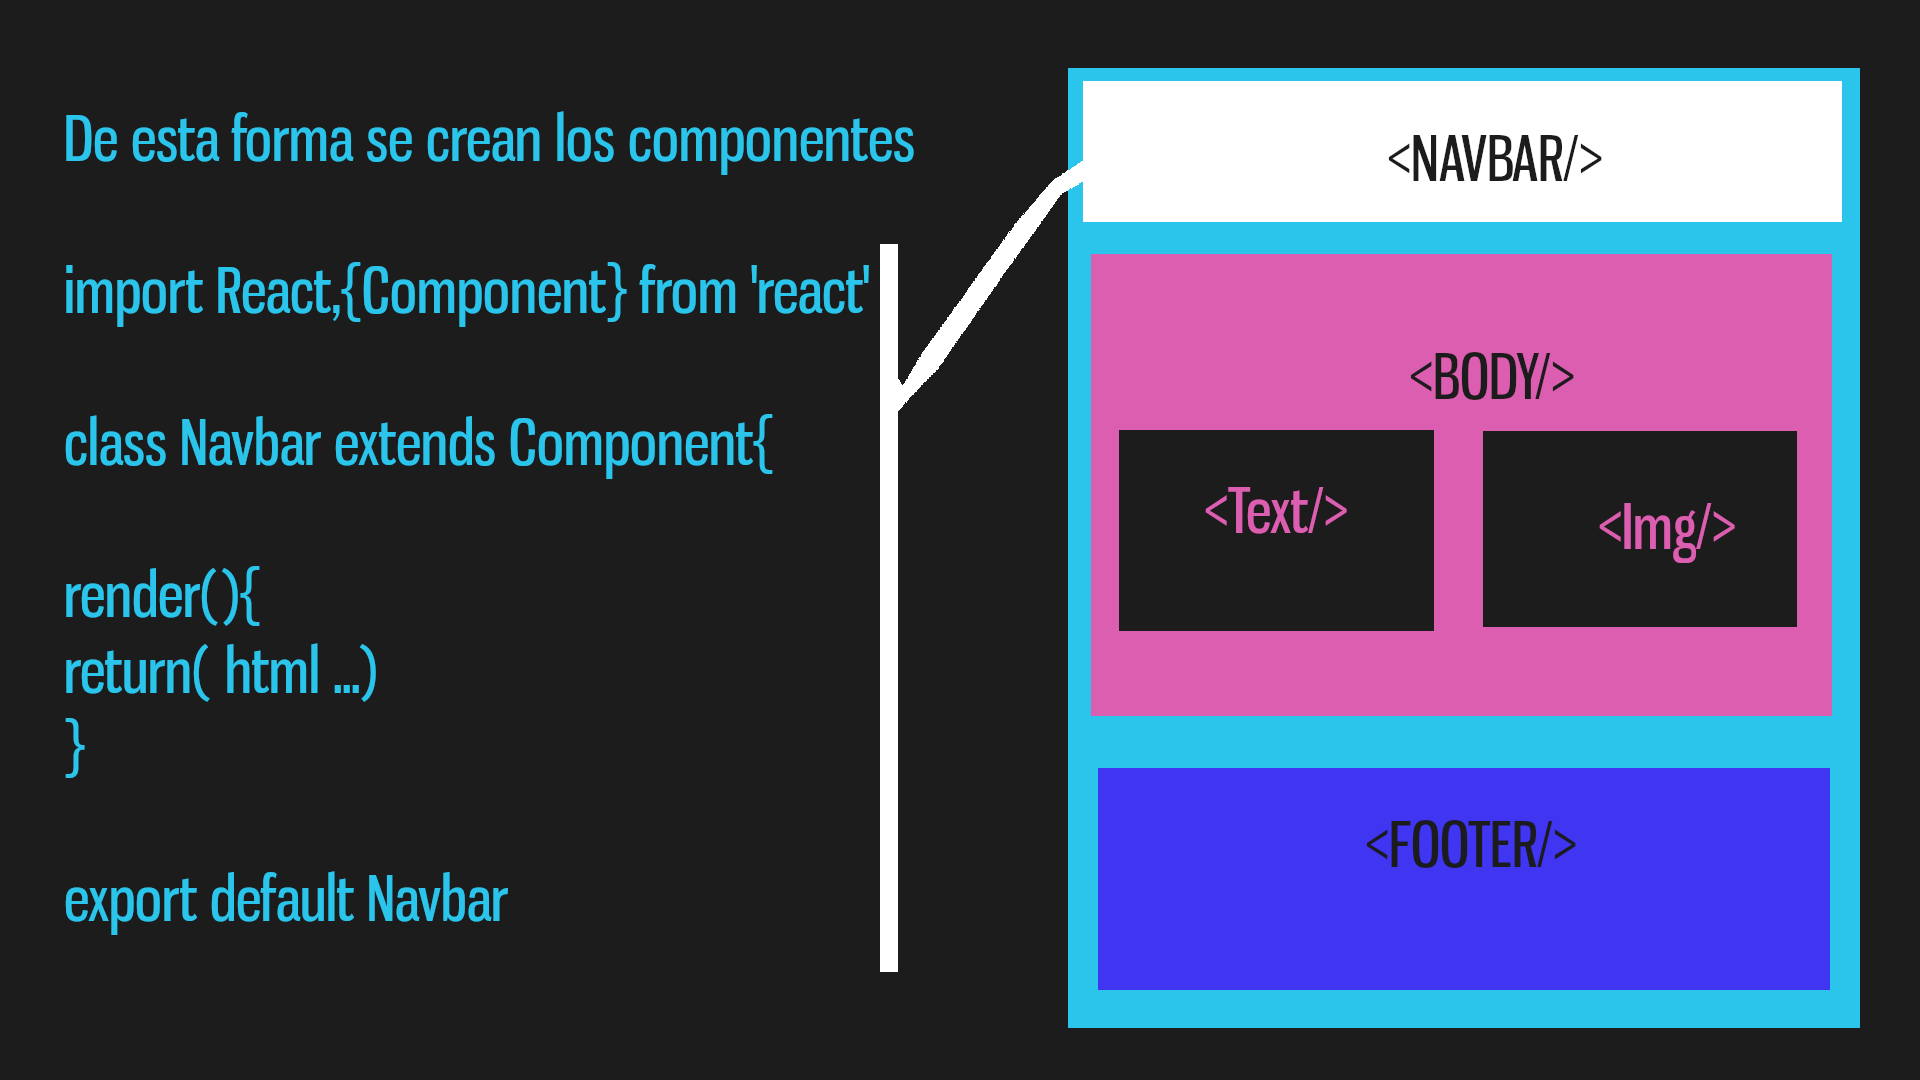 De esta forma se crean los componentes
import React,{Component} from 'react'
class Navbar extends Component{
render(){
return( html ...)
}
export default Navbar
<NAVBAR/>
<BODY/>
<Text/>
<Img/>
<FOOTER/>